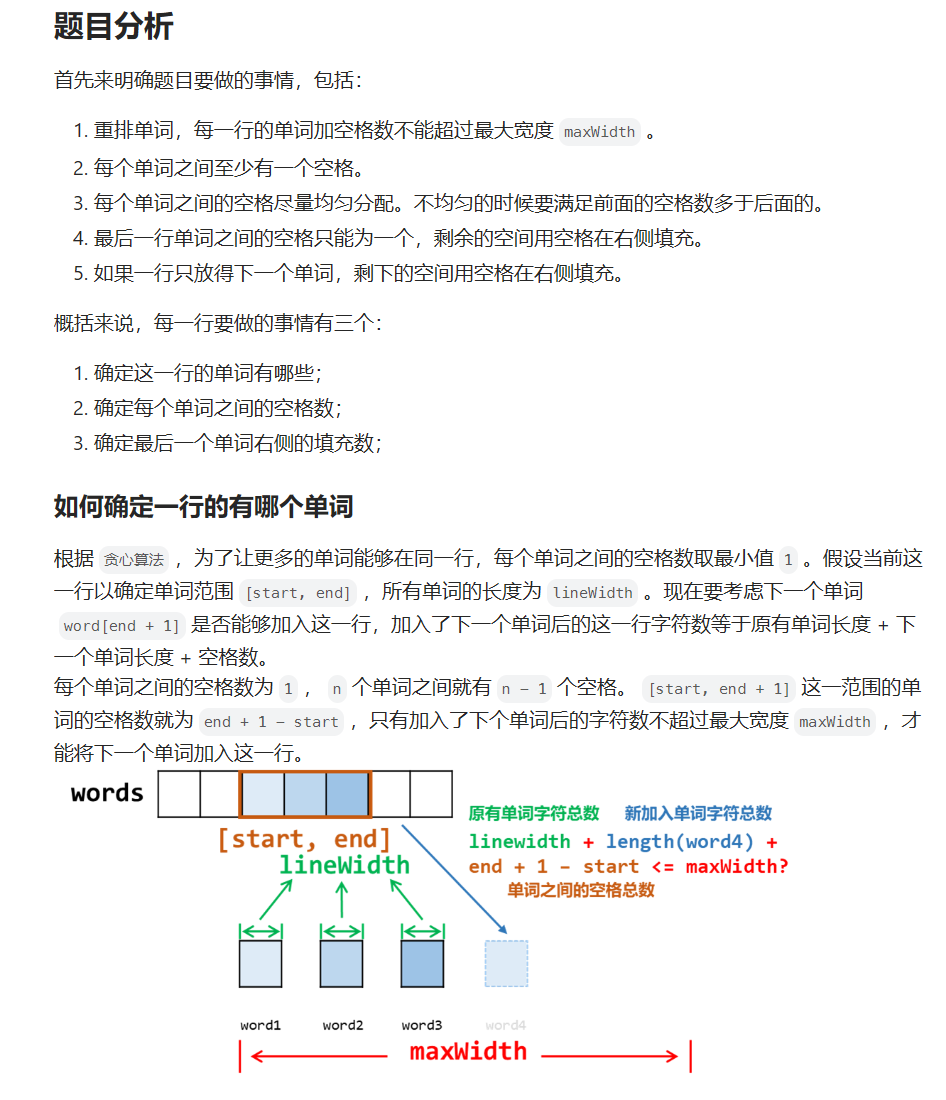 题目分析
首先来明确题目要做的事情，包括：
1. 重排单词，每一行的单词加空格数不能超过最大宽度 maxWidth 。
2. 每个单词之间至少有一个空格。
3. 每个单词之间的空格尽量均匀分配。不均匀的时候要满足前面的空格数多于后面的。
4. 最后一行单词之间的空格只能为一个，剩余的空间用空格在右侧填充。
5. 如果一行只放得下一个单词，剩下的空间用空格在右侧填充。
概括来说，每一行要做的事情有三个：
1. 确定这一行的单词有哪些；
2. 确定每个单词之间的空格数；
3. 确定最后一个单词右侧的填充数；
如何确定一行的有哪个单词
根据 贪心算法 ，为了让更多的单词能够在同一行，每个单词之间的空格数取最小值 1 。假设当前这
一行以确定单词范围 [start, end] ，所有单词的长度为 lineWidth 。现在要考虑下一个单词
word[end + 1] 是否能够加入这一行，加入了下一个单词后的这一行字符数等于原有单词长度 + 下
一个单词长度 + 空格数。
每个单词之间的空格数为 1 ， n 个单词之间就有 n − 1 个空格。 [start, end + 1] 这一范围的单
词的空格数就为 end + 1 − start ，只有加入了下个单词后的字符数不超过最大宽度 maxWidth ，才
能将下一个单词加入这一行。
words
[start, end]
lineWidth
原有单词字符总数 新加入单词字符总数
linewidth + length(word4) +
end + 1 − start <= maxWidth?
单词之间的空格总数
word1 word2 word3 word4
maxWidth